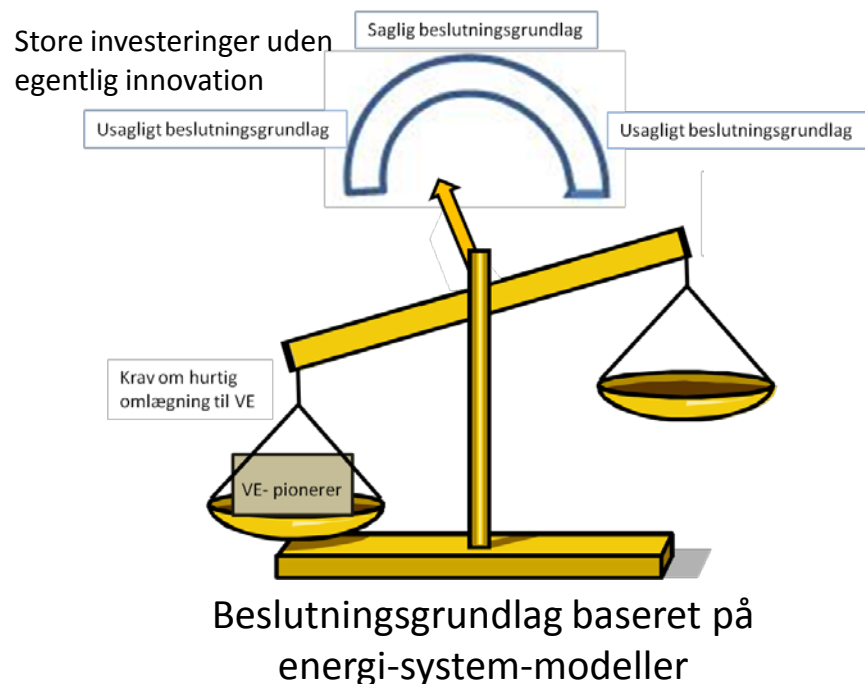 Store investeringer uden
egentlig innovation
Saglig beslutningsgrundlag
Usagligt beslutningsgrundlag
Usagligt beslutningsgrundlag
Krav om hurtig
omlægning til VE
VE- pionerer
Beslutningsgrundlag baseret på
energi-system-modeller